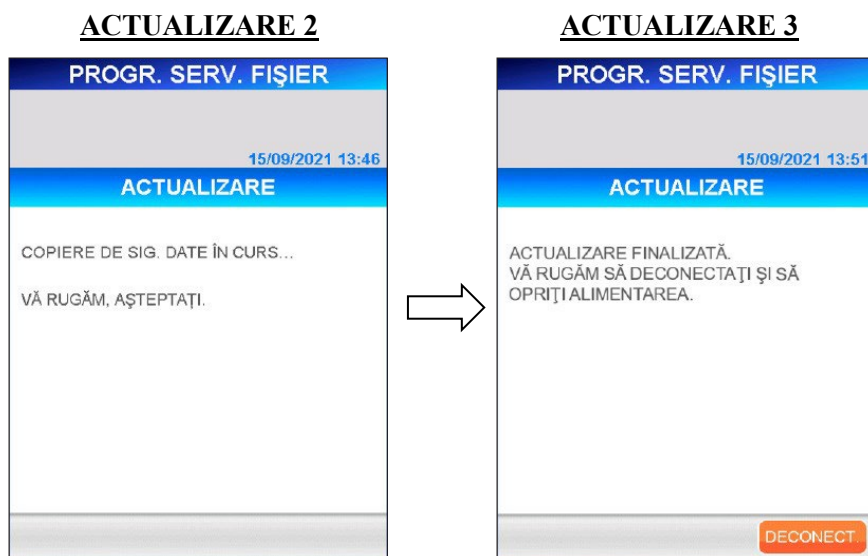 ACTUALIZARE 2
PROGR. SERV. FIŞIER
15/09/2021 13:46
ACTUALIZARE
COPIERE DE SIG. DATE ÎN CURS...
VĂ RUGĂM, AŞTEPTAŢI.
ACTUALIZARE 3
PROGR. SERV. FIŞIER
15/09/2021 13:51
ACTUALIZARE
ACTUALIZARE FINALIZATĂ.
VĂ RUGĂM SĂ DECONECTAŢI ŞI SĂ
OPRIŢI ALIMENTAREA.
DECONECT.